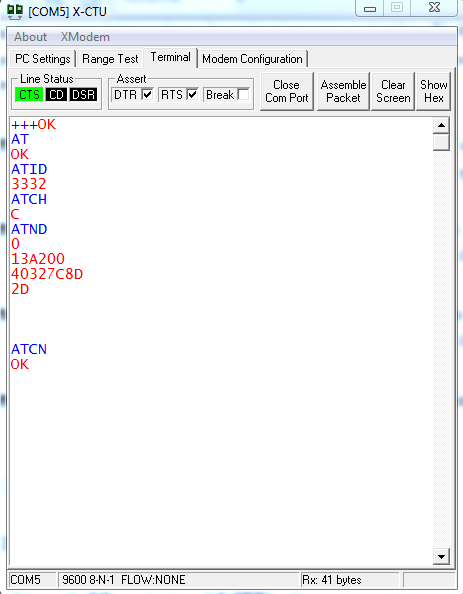 [COM5] X-CTU
About XModem
PC Settings Range Test Terminal Modem Configuration
Line Status Assert
CTS CD DSR DTR RTS Break
Close Com Port
Assemble Packet
Clear Screen
Show Hex
+++OK
AT
OK
ATID
3332
ATCH
C
ATND
0
13A200
40327C8D
2D
ATCN
OK
COM5 9600 8-N-1 FLOW:NONE Rx: 41 bytes